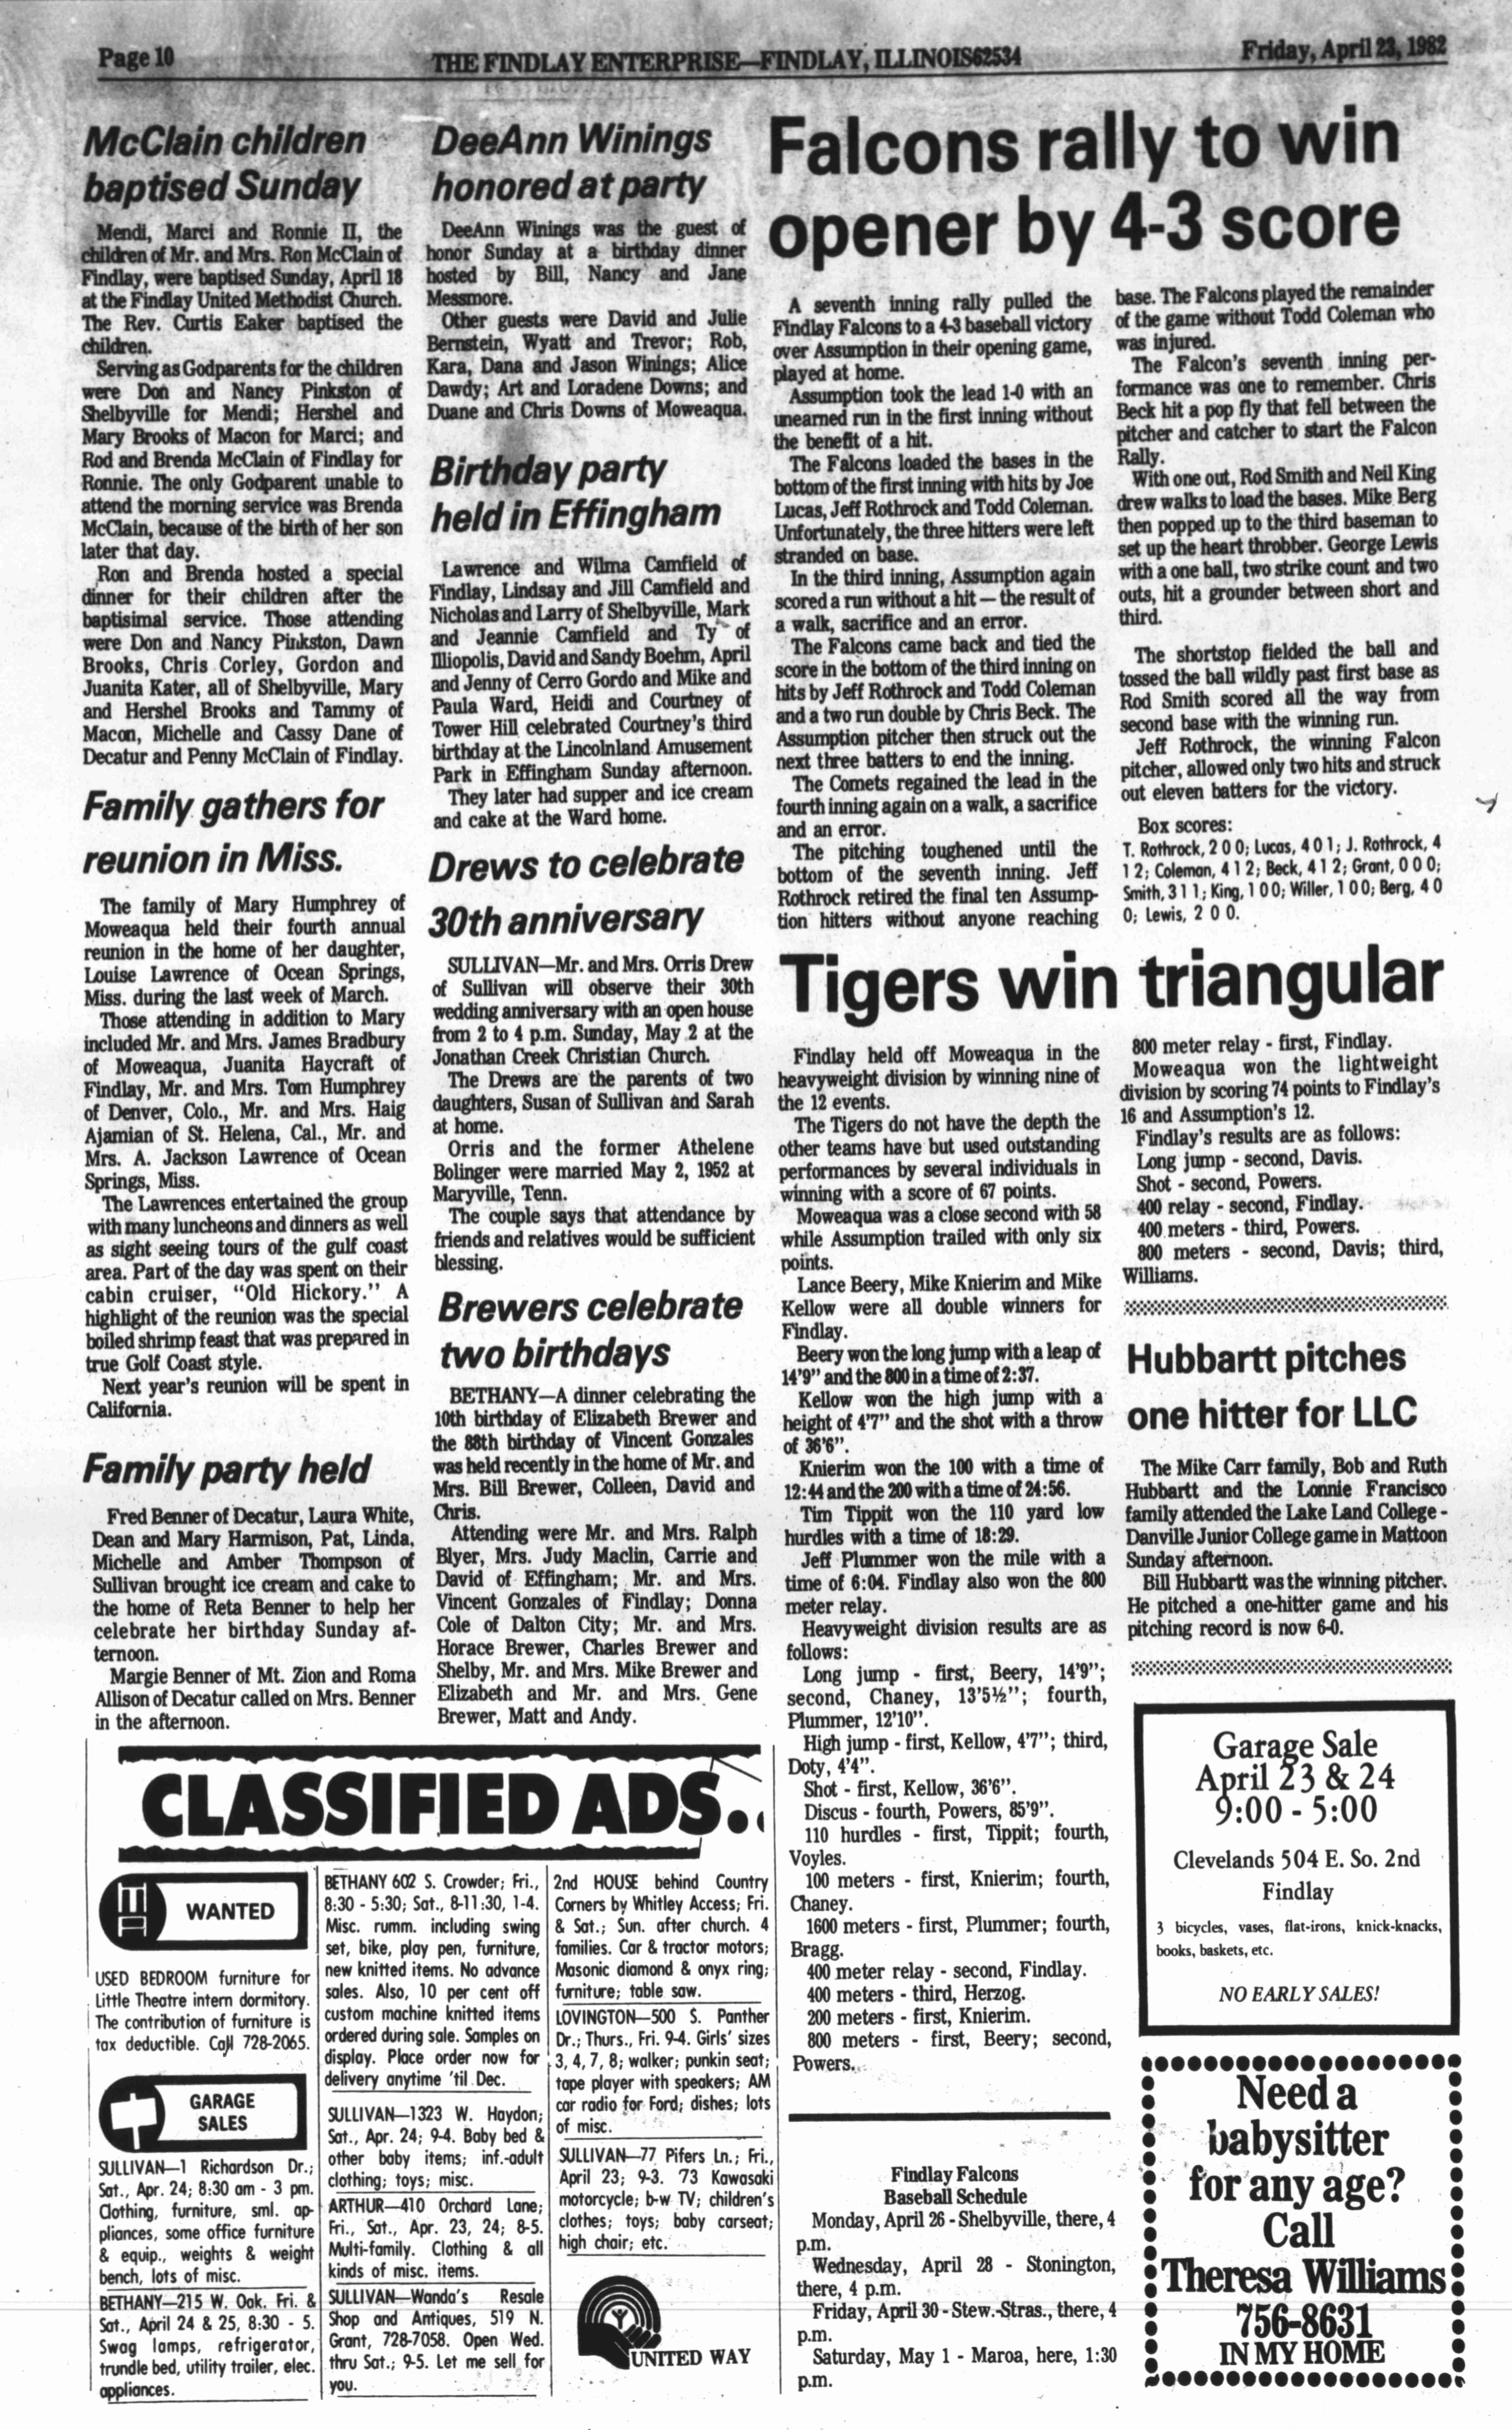 Page 10
THE FINDLAY ENTERPRISE—FINDLAY, ILLINOIS62534
Friday, April 23, 1982
McClain children
baptised Sunday
Mendi, Marci and Ronnie II, the
children of Mr. and Mrs. Ron McClain of
Findlay, were baptised Sunday, April 18
at the Findlay United Methodist Church.
The Rev. Curtis Eaker baptised the
children.
Serving as Godparents for the children
were Don and Nancy Pinkston of
Shelbyville for Mendi; Hershel and
Mary Brooks of Macon for Marci; and
Rod and Brenda McClain of Findlay for
Ronnie. The only Godparent unable to
attend the morning service was Brenda
McClain, because of the birth of her son
later that day.
Ron and Brenda hosted a special
dinner for their children after the
baptisimal service. Those attending
were Don and Nancy Pinkston, Dawn
Brooks, Chris Corley, Gordon and
Juanita Kater, all of Shelbyville, Mary
and Hershel Brooks and Tammy of
Macon, Michelle and Cassy Dane of
Decatur and Penny McClain of Findlay.
Family gathers for
reunion in Miss.
The family of Mary Humphrey of
Moweaqua held their fourth annual
reunion in the home of her daughter,
Louise Lawrence of Ocean Springs,
Miss. during the last week of March.
Those attending in addition to Mary
included Mr. and Mrs. James Bradbury
of Moweaqua, Juanita Haycraft of
Findlay, Mr. and Mrs. Tom Humphrey
of Denver, Colo., Mr. and Mrs. Haig
Ajamian of St. Helena, Cal., Mr. and
Mrs. A. Jackson Lawrence of Ocean
Springs, Miss.
The Lawrences entertained the group
with many luncheons and dinners as well
as sight seeing tours of the gulf coast
area. Part of the day was spent on their
cabin cruiser, "Old Hickory." A
highlight of the reunion was the special
boiled shrimp feast that was prepared in
true Golf Coast style.
Next year's reunion will be spent in
California.
Family party held
Fred Benner of Decatur, Laura White,
Dean and Mary Harmison, Pat, Linda,
Michelle and Amber Thompson of
Sullivan brought ice cream and cake to
the home of Reta Benner to help her
celebrate her birthday Sunday af-
ternoon.
Margie Benner of Mt. Zion and Roma
Allison of Decatur called on Mrs. Benner
in the afternoon.
DeeAnn Winings
honored at party
DeeAnn Winings was the guest of
honor Sunday at a birthday dinner
hosted by Bill, Nancy and Jane
Messmore.
Other guests were David and Julie
Bernstein, Wyatt and Trevor; Rob,
Kara, Dana and Jason Winings; Alice
Dawdy; Art and Loradene Downs; and
Duane and Chris Downs of Moweaqua.
Birthday party
held in Effingham
Lawrence and Wilma Camfield of
Findlay, Lindsay and Jill Camfield and
Nicholas and Larry of Shelbyville, Mark
and Jeannie Camfield and Ty of
Illiopolis, David and Sandy Boehm, April
and Jenny of Cerro Gordo and Mike and
Paula Ward, Heidi and Courtney of
Tower Hill celebrated Courtney's third
birthday at the Lincolnland Amusement
Park in Effingham Sunday afternoon.
They later had supper and ice cream
and cake at the Ward home.
Drews to celebrate
30th anniversary
SULLIVAN—Mr. and Mrs. Orris Drew
of Sullivan will observe their 30th
wedding anniversary with an open house
from 2 to 4 p.m. Sunday, May 2 at the
Jonathan Creek Christian Church.
The Drews are the parents of two
daughters, Susan of Sullivan and Sarah
at home.
Orris and the former Athelene
Bolinger were married May 2, 1952 at
Maryville, Tenn.
The couple says that attendance by
friends and relatives would be sufficient
blessing.
Brewers celebrate
two birthdays
BETHANY—A dinner celebrating the
10th birthday of Elizabeth Brewer and
the 88th birthday of Vincent Gonzales
was held recently in the home of Mr. and
Mrs. Bill Brewer, Colleen, David and
Chris.
Attending were Mr. and Mrs. Ralph
Blyer, Mrs. Judy Maclin, Carrie and
David of Effingham; Mr. and Mrs.
Vincent Gonzales of Findlay; Donna
Cole of Dalton City; Mr. and Mrs.
Horace Brewer, Charles Brewer and
Shelby, Mr. and Mrs. Mike Brewer and
Elizabeth and Mr. and Mrs. Gene
Brewer, Matt and Andy.
Falcons rally to win
opener by 4-3 score
A seventh inning rally pulled the
Findlay Falcons to a 4-3 baseball victory
over Assumption in their opening game,
played at home.
Assumption took the lead 1-0 with an
unearned run in the first inning without
the benefit of a hit.
The Falcons loaded the bases in the
bottom of the first inning with hits by Joe
Lucas, Jeff Rothrock and Todd Coleman.
Unfortunately, the three hitters were left
stranded on base.
In the third inning, Assumption again
scored a run without a hit — the result of
a walk, sacrifice and an error.
The Falcons came back and tied the
score in the bottom of the third inning on
hits by Jeff Rothrock and Todd Coleman
and a two run double by Chris Beck. The
Assumption pitcher then struck out the
next three batters to end the inning.
The Comets regained the lead in the
fourth inning again on a walk, a sacrifice
and an error.
The pitching toughened until the
bottom of the seventh inning. Jeff
Rothrock retired the final ten Assump-
tion hitters without anyone reaching
base. The Falcons played the remainder
of the game without Todd Coleman who
was injured.
The Falcon's seventh inning per-
formance was one to remember. Chris
Beck hit a pop fly that fell between the
pitcher and catcher to start the Falcon
Rally.
With one out, Rod Smith and Neil King
drew walks to load the bases. Mike Berg
then popped up to the third baseman to
set up the heart throbber. George Lewis
with a one ball, two strike count and two
outs, hit a grounder between short and
third.
The shortstop fielded the ball and
tossed the ball wildly past first base as
Rod Smith scored all the way from
second base with the winning run.
Jeff Rothrock, the winning Falcon
pitcher, allowed only two hits and struck
out eleven batters for the victory.
Box scores:
T. Rothrock, 2 0 0; Lucas, 4 0 1; J. Rothrock, 4
1 2; Coleman, 4 1 2; Beck, 4 1 2; Grant, 0 0 0;
Smith, 3 1 1; King, 1 0 0; Willer, 1 0 0; Berg, 4 0
0; Lewis, 2 0 0.
Tigers win triangular
Findlay held off Moweaqua in the
heavyweight division by winning nine of
the 12 events.
The Tigers do not have the depth the
other teams have but used outstanding
performances by several individuals in
winning with a score of 67 points.
Moweaqua was a close second with 58
while Assumption trailed with only six
points.
Lance Beery, Mike Knierim and Mike
Kellow were all double winners for
Findlay.
Beery won the long jump with a leap of
14'9" and the 800 in a time of 2:37.
Kellow won the high jump with a
height of 4'7" and the shot with a throw
of 36'6".
Knierim won the 100 with a time of
12:44 and the 200 with a time of 24:56.
Tim Tippit won the 110 yard low
hurdles with a time of 18:29.
Jeff Plummer won the mile with a
time of 6:04. Findlay also won the 800
meter relay.
Heavyweight division results are as
follows:
Long jump - first, Beery, 14'9";
second, Chaney, 13'5½"; fourth,
Plummer, 12'10".
High jump - first, Kellow, 4'7"; third,
Doty, 4'4".
Shot - first, Kellow, 36'6".
Discus - fourth, Powers, 85'9".
110 hurdles - first, Tippit; fourth,
Voyles.
100 meters - first, Knierim; fourth,
Chaney.
1600 meters - first, Plummer; fourth,
Bragg.
400 meter relay - second, Findlay.
400 meters - third, Herzog.
200 meters - first, Knierim.
800 meters - first, Beery; second,
Powers.
800 meter relay - first, Findlay.
Moweaqua won the lightweight
division by scoring 74 points to Findlay's
16 and Assumption's 12.
Findlay's results are as follows:
Long jump - second, Davis.
Shot - second, Powers.
400 relay - second, Findlay.
400 meters - third, Powers.
800 meters - second, Davis; third,
Williams.
Hubbartt pitches
one hitter for LLC
The Mike Carr family, Bob and Ruth
Hubbartt and the Lonnie Francisco
family attended the Lake Land College -
Danville Junior College game in Mattoon
Sunday afternoon.
Bill Hubbartt was the winning pitcher.
He pitched a one-hitter game and his
pitching record is now 6-0.
Findlay Falcons
Baseball Schedule
Monday, April 26 - Shelbyville, there, 4
p.m.
Wednesday, April 28 - Stonington,
there, 4 p.m.
Friday, April 30 - Stew.-Stras., there, 4
p.m.
Saturday, May 1 - Maroa, here, 1:30
p.m.
Garage Sale
April 23 & 24
9:00 - 5:00
Clevelands 504 E. So. 2nd
Findlay
3 bicycles, vases, flat-irons, knick-knacks,
books, baskets, etc.
NO EARLY SALES!
Need a
babysitter
for any age?
Call
Theresa Williams
756-8631
IN MY HOME
CLASSIFIED ADS..
WANTED
USED BEDROOM furniture for
Little Theatre intern dormitory.
The contribution of furniture is
tax deductible. Call 728-2065.
GARAGE
SALES
SULLIVAN—1 Richardson Dr.;
Sat., Apr. 24; 8:30 am - 3 pm.
Clothing, furniture, sml. ap-
pliances, some office furniture
& equip., weights & weight
bench, lots of misc.
BETHANY—215 W. Oak. Fri. &
Sat., April 24 & 25, 8:30 - 5.
Swag lamps, refrigerator,
trundle bed, utility trailer, elec.
appliances.
BETHANY 602 S. Crowder; Fri.,
8:30 - 5:30; Sat., 8-11:30, 1-4.
Misc. rumm. including swing
set, bike, play pen, furniture,
new knitted items. No advance
sales. Also, 10 per cent off
custom machine knitted items
ordered during sale. Samples on
display. Place order now for
delivery anytime 'til Dec.
SULLIVAN—1323 W. Haydon;
Sat., Apr. 24; 9-4. Baby bed &
other baby items; inf.-adult
clothing; toys; misc.
ARTHUR—410 Orchard Lane;
Fri., Sat., Apr. 23, 24; 8-5.
Multi-family. Clothing & all
kinds of misc. items.
SULLIVAN—Wanda's Resale
Shop and Antiques, 519 N.
Grant, 728-7058. Open Wed.
thru Sat.; 9-5. Let me sell for
you.
2nd HOUSE behind Country
Corners by Whitley Access; Fri.
& Sat.; Sun. after church. 4
families. Car & tractor motors;
Masonic diamond & onyx ring;
furniture; table saw.
LOVINGTON—500 S. Panther
Dr.; Thurs., Fri. 9-4. Girls' sizes
3, 4, 7, 8; walker; punkin seat;
tape player with speakers; AM
car radio for Ford; dishes; lots
of misc.
SULLIVAN—77 Pifers Ln.; Fri.,
April 23; 9-3. '73 Kawasaki
motorcycle; b-w TV; children's
clothes; toys; baby carseat;
high chair; etc.
UNITED WAY